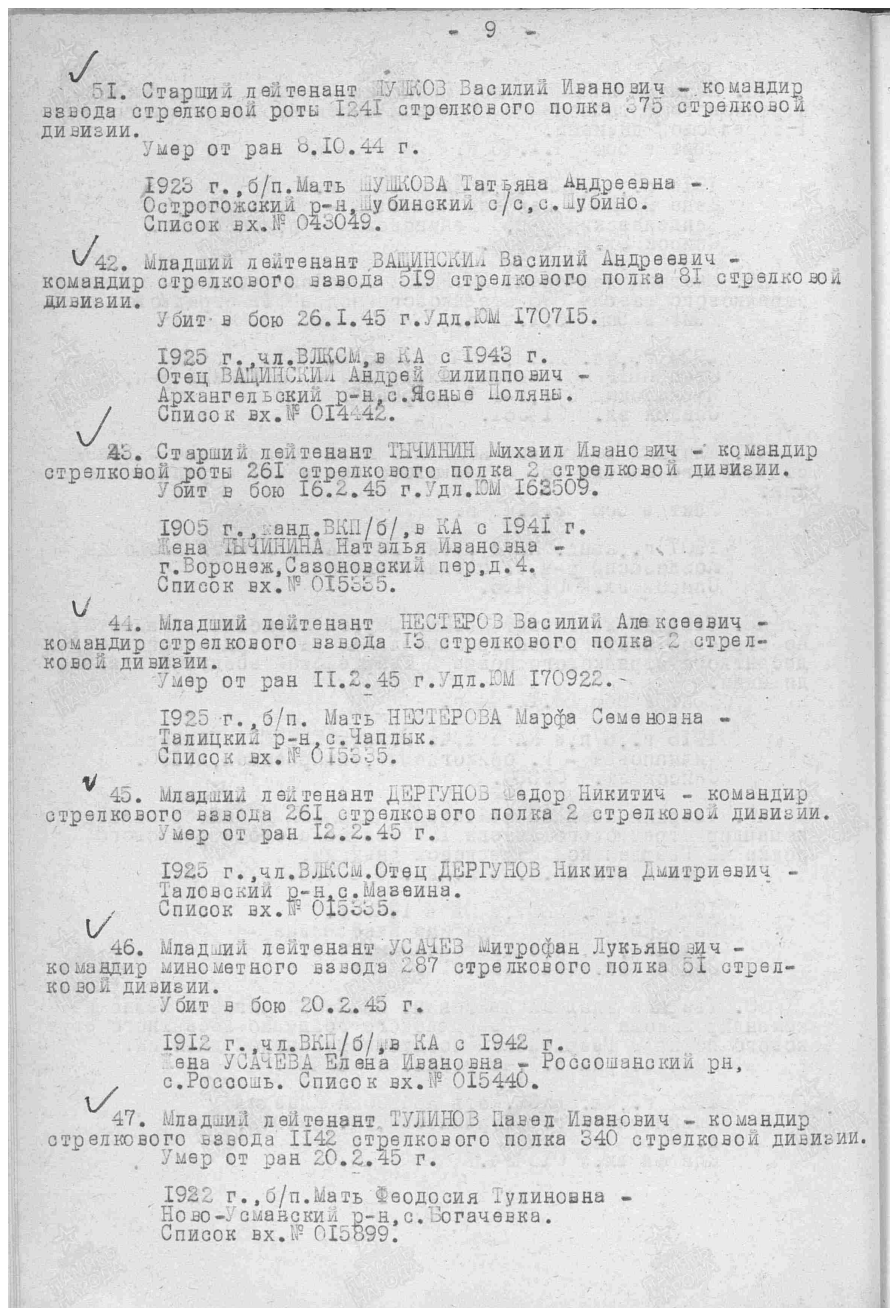 - 9 -
51. Старший лейтенант ШУШКОВ Василий Иванович - командир
взвода стрелковой роты 1241 стрелкового полка 375 стрелковой
дивизии.
Умер от ран 8.10.44 г.
1923 г.,б/п.Мать ШУШКОВА Татьяна Андреевна -
Острогожский р-н,Шубинский с/с,с.Шубино.
Список вх.№ 043049.
42. Младший лейтенант ВАЩИНСКИЙ Василий Андреевич -
командир стрелкового взвода 519 стрелкового полка 81 стрелковой
дивизии.
Убит в бою 26.1.45 г.Удл.ЮМ 170715.
1925 г.,чл.ВЛКСМ,в КА с 1943 г.
Отец ВАЩИНСКИЙ Андрей Филиппович -
Архангельский р-н,с.Ясные Поляны.
Список вх.№ 014442.
43. Старший лейтенант ТЫЧИНИН Михаил Иванович - командир
стрелковой роты 261 стрелкового полка 2 стрелковой дивизии.
Убит в бою 16.2.45 г.Удл.ЮМ 163509.
1905 г.,канд.ВКП/б/,в КА с 1941 г.
Жена ТЫЧИНИНА Наталья Ивановна -
г.Воронеж,Сазоновский пер,д.4.
Список вх.№ 015335.
44. Младший лейтенант НЕСТЕРОВ Василий Алексеевич -
командир стрелкового взвода 13 стрелкового полка 2 стрел-
ковой дивизии.
Умер от ран 11.2.45 г.Удл.ЮМ 170922.-
1925 г.,б/п. Мать НЕСТЕРОВА Марфа Семеновна -
Талицкий р-н,с.Чаплык.
Список вх.№ 015335.
45. Младший лейтенант ДЕРГУНОВ Федор Никитич - командир
стрелкового взвода 261 стрелкового полка 2 стрелковой дивизии.
Умер от ран 12.2.45 г.
1925 г.,чл.ВЛКСМ.Отец ДЕРГУНОВ Никита Дмитриевич -
Таловский р-н,с.Мазеина.
Список вх.№ 015335.
46. Младший лейтенант УСАЧЕВ Митрофан Лукьянович -
командир минометного взвода 287 стрелкового полка 51 стрел-
ковой дивизии.
Убит в бою 20.2.45 г.
1912 г.,чл.ВКП/б/,в КА с 1942 г.
Жена УСАЧЕВА Елена Ивановна - Россошанский рн,
с.Россошь. Список вх.№ 015440.
47. Младший лейтенант ТУЛИНОВ Павел Иванович - командир
стрелкового взвода 1142 стрелкового полка 340 стрелковой дивизии.
Умер от ран 20.2.45 г.
1922 г.,б/п.Мать Феодосия Тулиновна -
Ново-Усманский р-н,с.Богачевка.
Список вх.№ 015899.